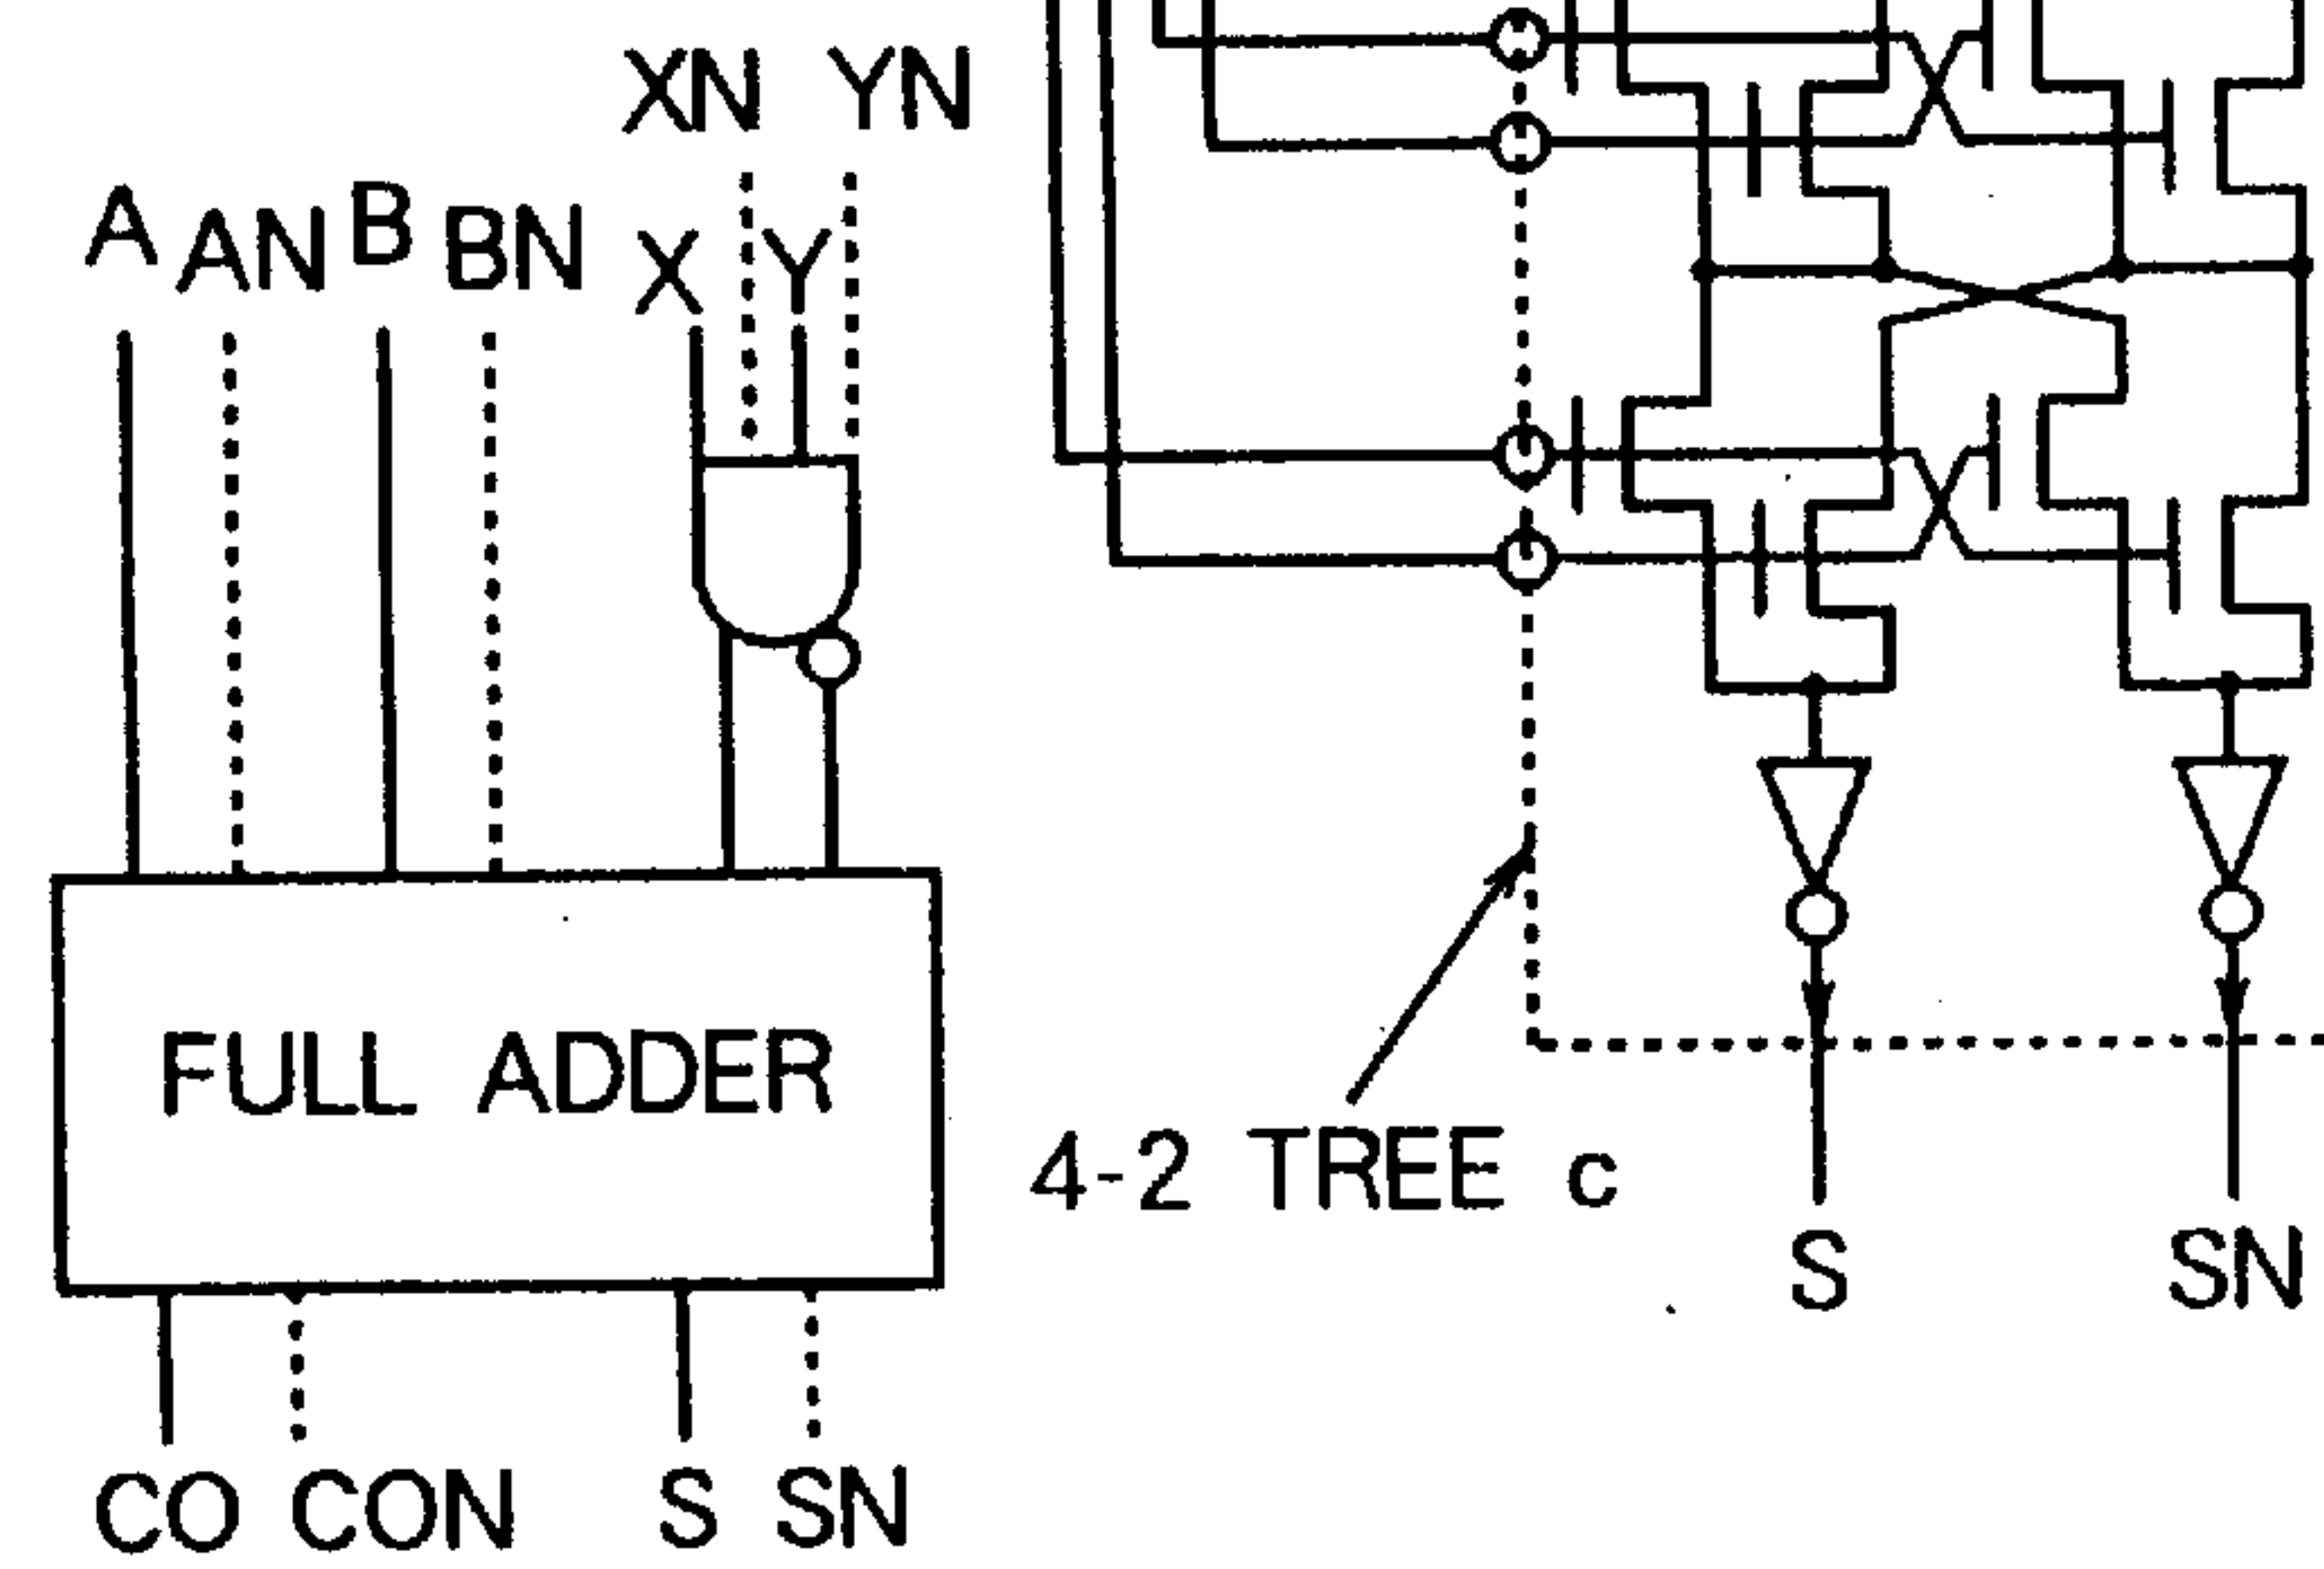 XN YN
A AN B BN X Y
FULL ADDER
4-2 TREE c
S SN
CO CON S SN